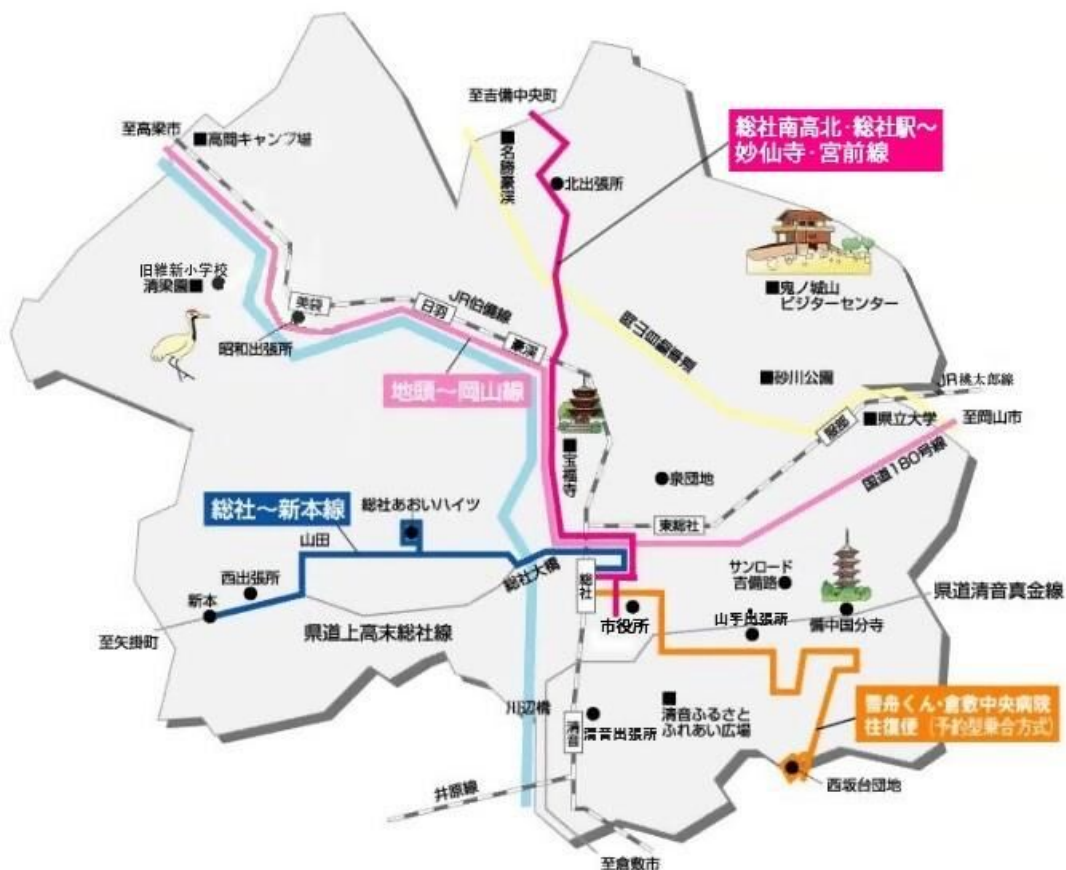 至吉備中央町
至高梁市
高間キャンプ場
名勝豪渓
総社南高北・総社駅～
妙仙寺・宮前線
北出張所
旧維新小学校
清梁園
美袋
日羽
JR伯備線
豪渓
昭和出張所
岡山自動車道
鬼ノ城山
ビジターセンター
地頭～岡山線
砂川公園
JR桃太郎線
服部
県立大学
至岡山市
宝福寺
国道180号線
泉団地
総社～新本線
総社あおいハイツ
東総社
山田
総社大橋
西出張所
新本
総社
サンロード
吉備路
県道清音真金線
市役所
山手出張所
備中国分寺
至矢掛町
県道上高末総社線
川辺橋
清音
清音出張所
清音ふるさと
ふれあい広場
雪舟くん・倉敷中央病院
往復便（予約型乗合方式）
西坂台団地
井原線
至倉敷市